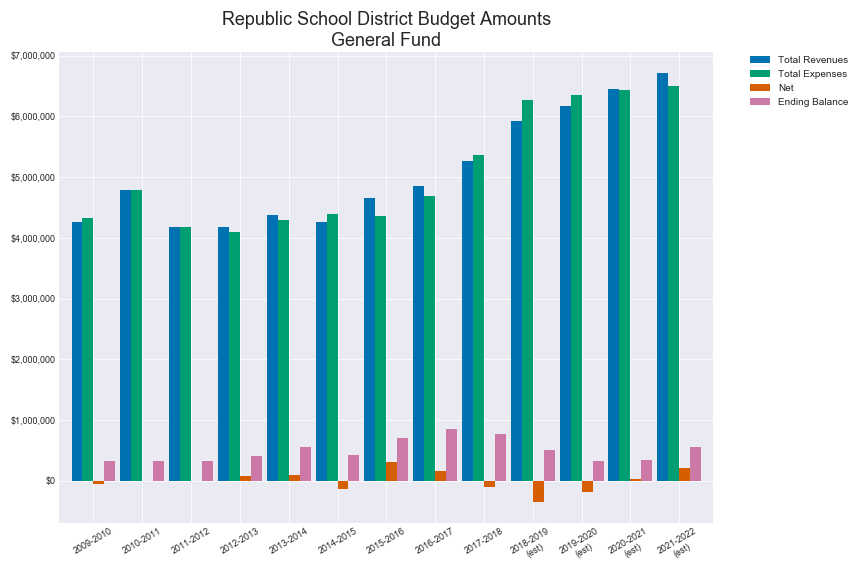 Republic School District Budget Amounts
General Fund
Total Revenues
Total Expenses
Net
Ending Balance
$7,000,000
$6,000,000
$5,000,000
$4,000,000
$3,000,000
$2,000,000
$1,000,000
$0
2009-2010
2010-2011
2011-2012
2012-2013
2013-2014
2014-2015
2015-2016
2016-2017
2017-2018
2018-2019
(est)
2019-2020
(est)
2020-2021
(est)
2021-2022
(est)